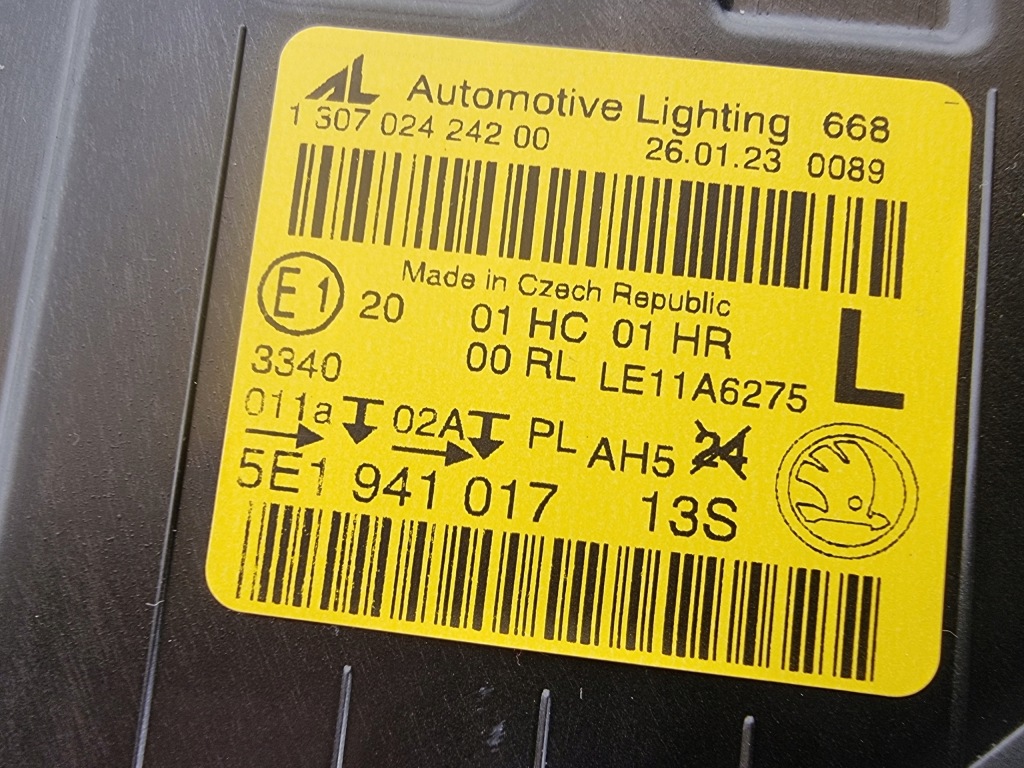 AL Automotive Lighting 668
1 307 024 242 00 26.01.23 0089
Made in Czech Republic
E1 20 01 HC 01 HR L
3340 00 RL LE11A6275
011a 02A PL AH5 24
5E1 941 017 13S